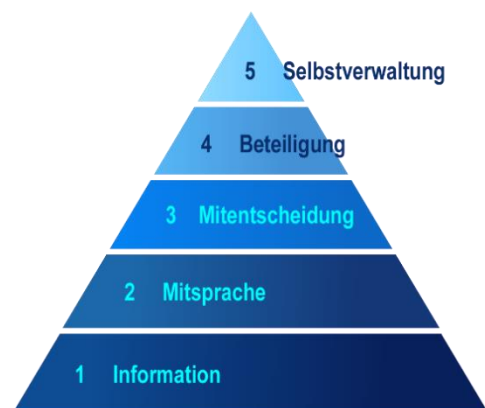 5 Selbstverwaltung
4 Beteiligung
3 Mitentscheidung
2 Mitsprache
1 Information